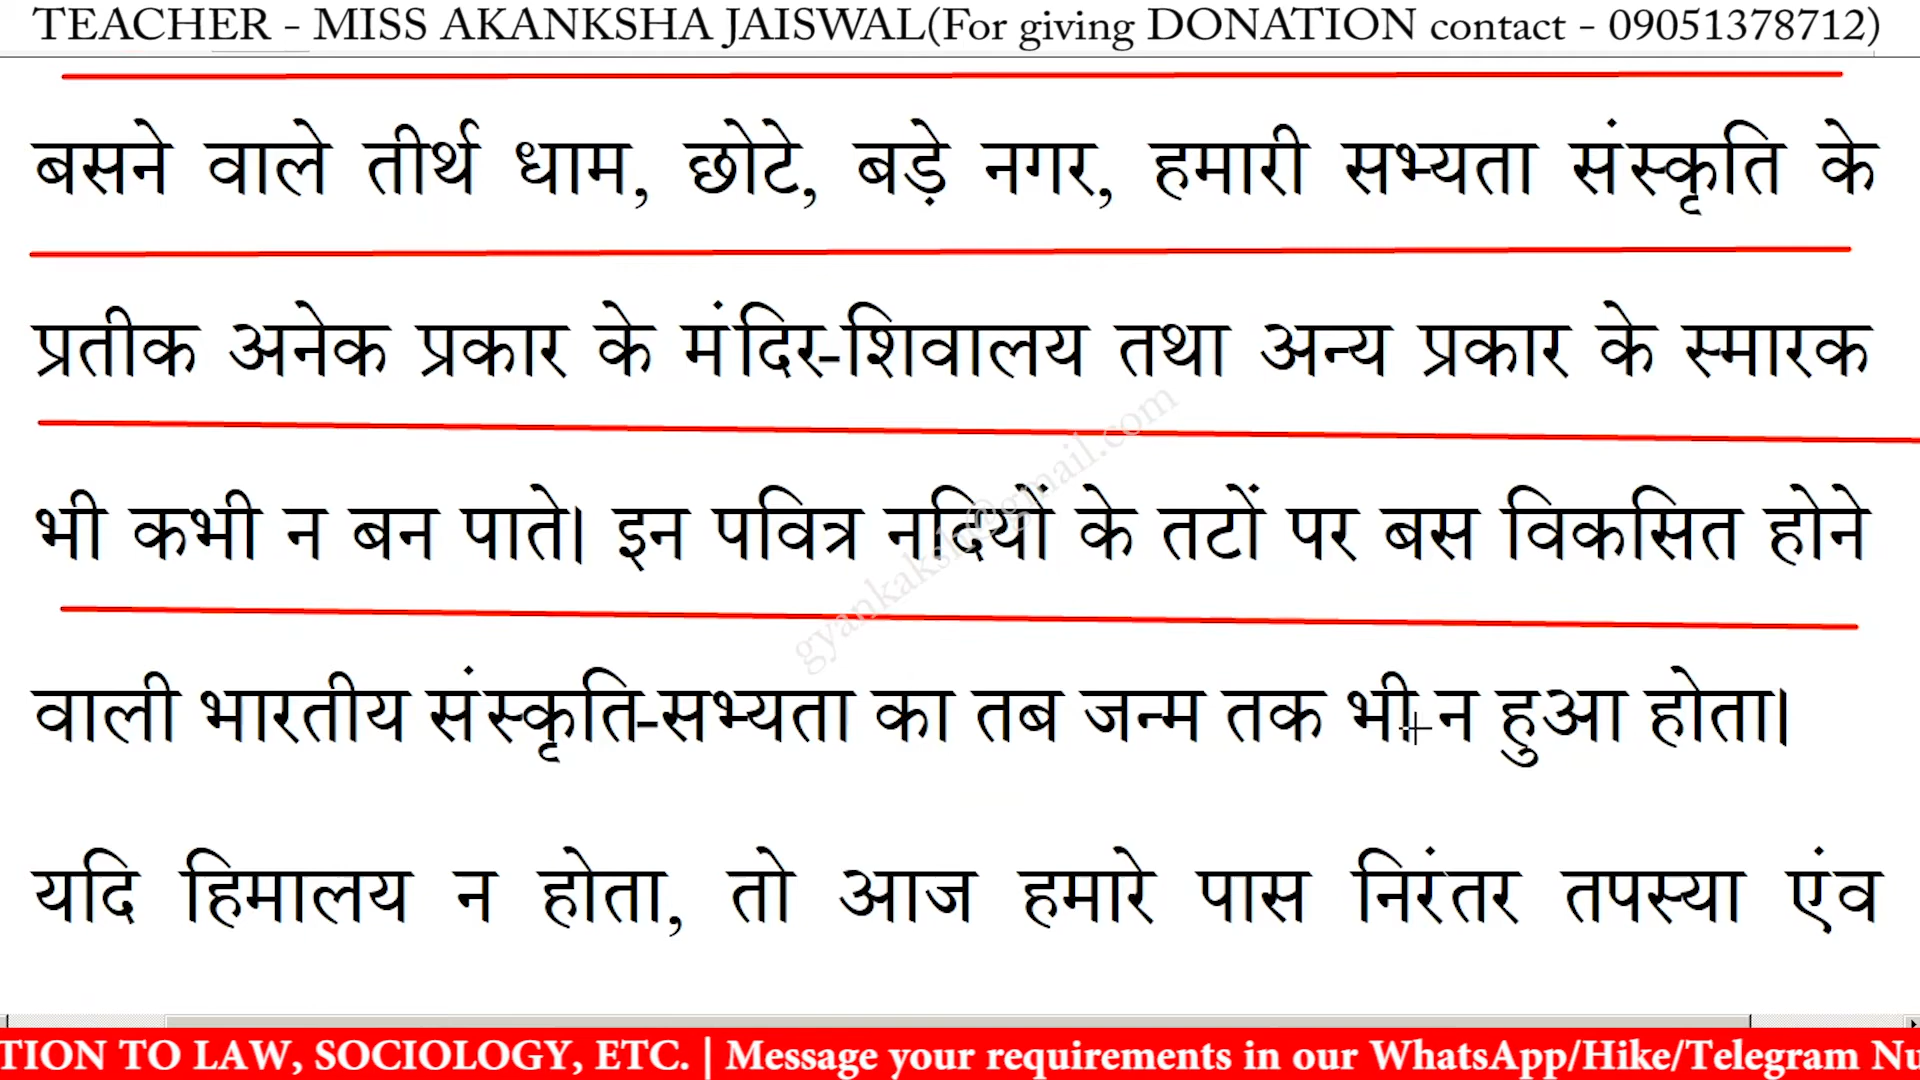 TEACHER - MISS AKANKSHA JAISWAL(For giving DONATION contact - 09051378712)
बसने वाले तीर्थ धाम, छोटे, बड़े नगर, हमारी सभ्यता संस्कृति के
प्रतीक अनेक प्रकार के मंदिर-शिवालय तथा अन्य प्रकार के स्मारक
भी कभी न बन पाते। इन पवित्र नदियों के तटों पर बस विकसित होने
वाली भारतीय संस्कृति-सभ्यता का तब जन्म तक भी न हुआ होता।
यदि हिमालय न होता, तो आज हमारे पास निरंतर तपस्या एंव
gyankaksh@gmail.com
TION TO LAW, SOCIOLOGY, ETC. | Message your requirements in our WhatsApp/Hike/Telegram Nu